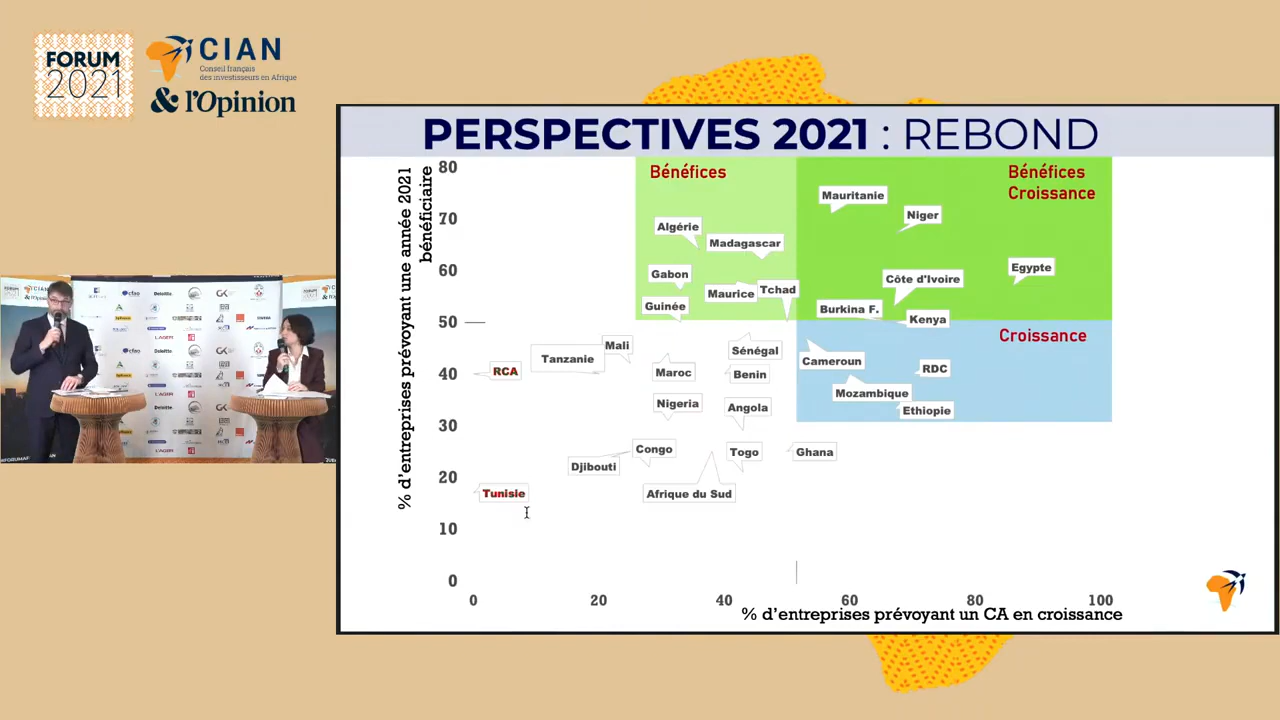 FORUM
2021
CIAN
Conseil français
des investisseurs en Afrique
& l'Opinion
PERSPECTIVES 2021 : REBOND
% d'entreprises prévoyant une année 2021
bénéficiaire
80
70
60
50
40
30
20
10
0
Bénéfices
Bénéfices
Croissance
Croissance
Mauritanie
Niger
Algérie
Madagascar
Gabon
Maurice
Tchad
Guinée
Côte d'Ivoire
Egypte
Burkina F.
Kenya
Mali
Tanzanie
RCA
Maroc
Sénégal
Benin
Cameroun
RDC
Mozambique
Ethiopie
Nigeria
Angola
Congo
Djibouti
Togo
Ghana
Tunisie
Afrique du Sud
0
20
40
60
80
100
% d'entreprises prévoyant un CA en croissance
CIAN
l'Opinion
Deloitte